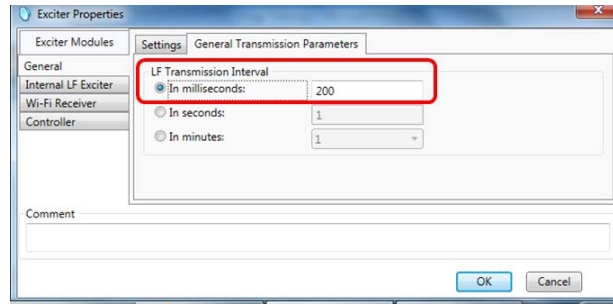 Exciter Properties
Exciter Modules
General
Internal LF Exciter
Wi-Fi Receiver
Controller
Settings
General Transmission Parameters
LF Transmission Interval
In milliseconds: 200
In seconds: 1
In minutes: 1
Comment
OK Cancel